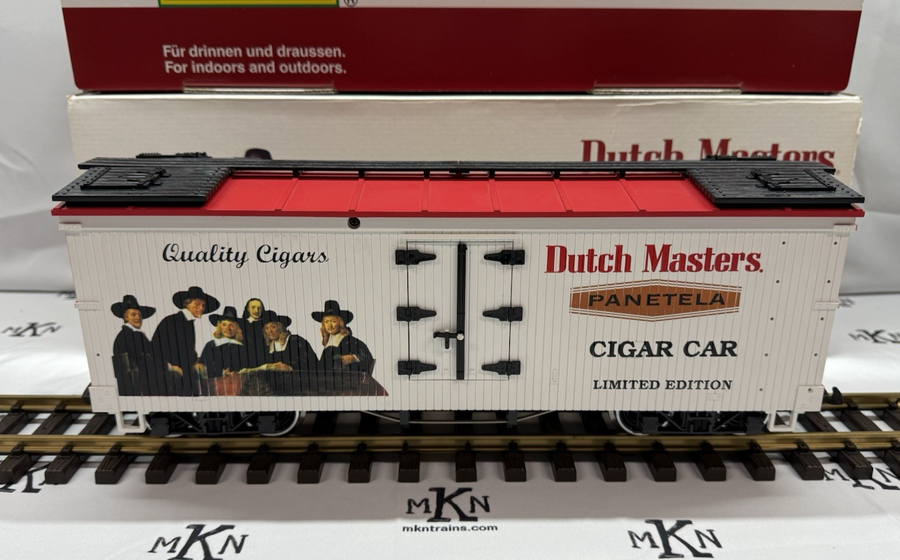 ®
Für drinnen und draussen.
For indoors and outdoors.
Dutch Masters
Quality Cigars
Dutch Masters.
PANETELA
CIGAR CAR
LIMITED EDITION
MKN
MKN
MKN
mkntrains.com
MKN
MKN